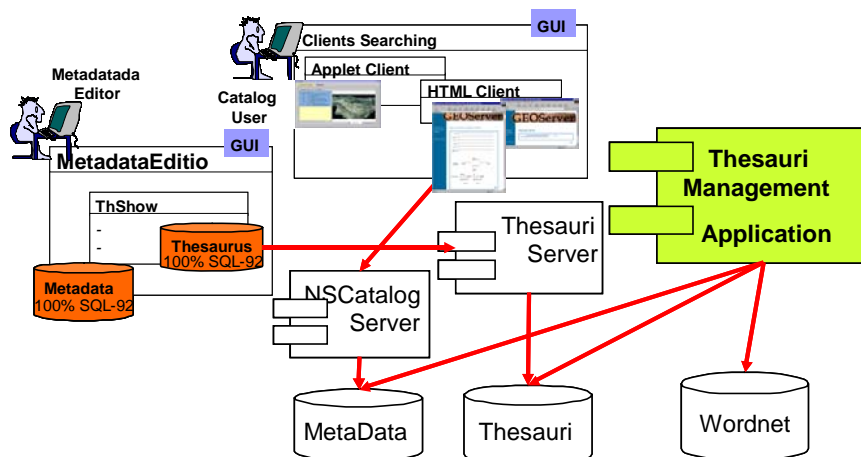 GUI
Clients Searching
Applet Client
HTML Client
GEOServer
GEOServer
Metadatada
Editor
Catalog
User
GUI
MetadataEditio
ThShow
-
-
-
Thesaurus
100% SQL-92
Metadata
100% SQL-92
Thesauri
Server
NSCatalog
Server
Thesauri
Management
Application
MetaData
Thesauri
Wordnet